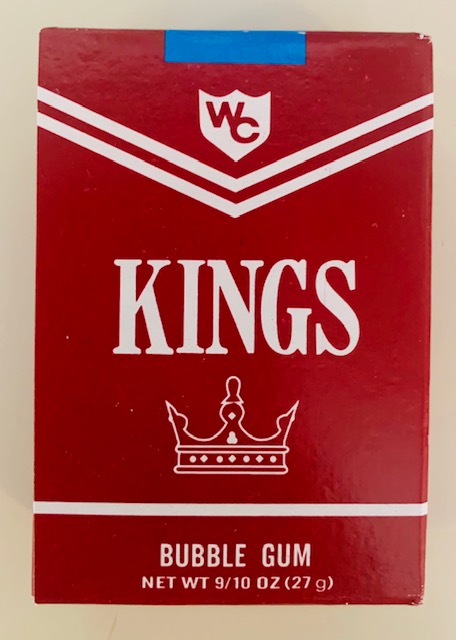 WC
KINGS
BUBBLE GUM
NET WT 9/10 OZ (27 g)